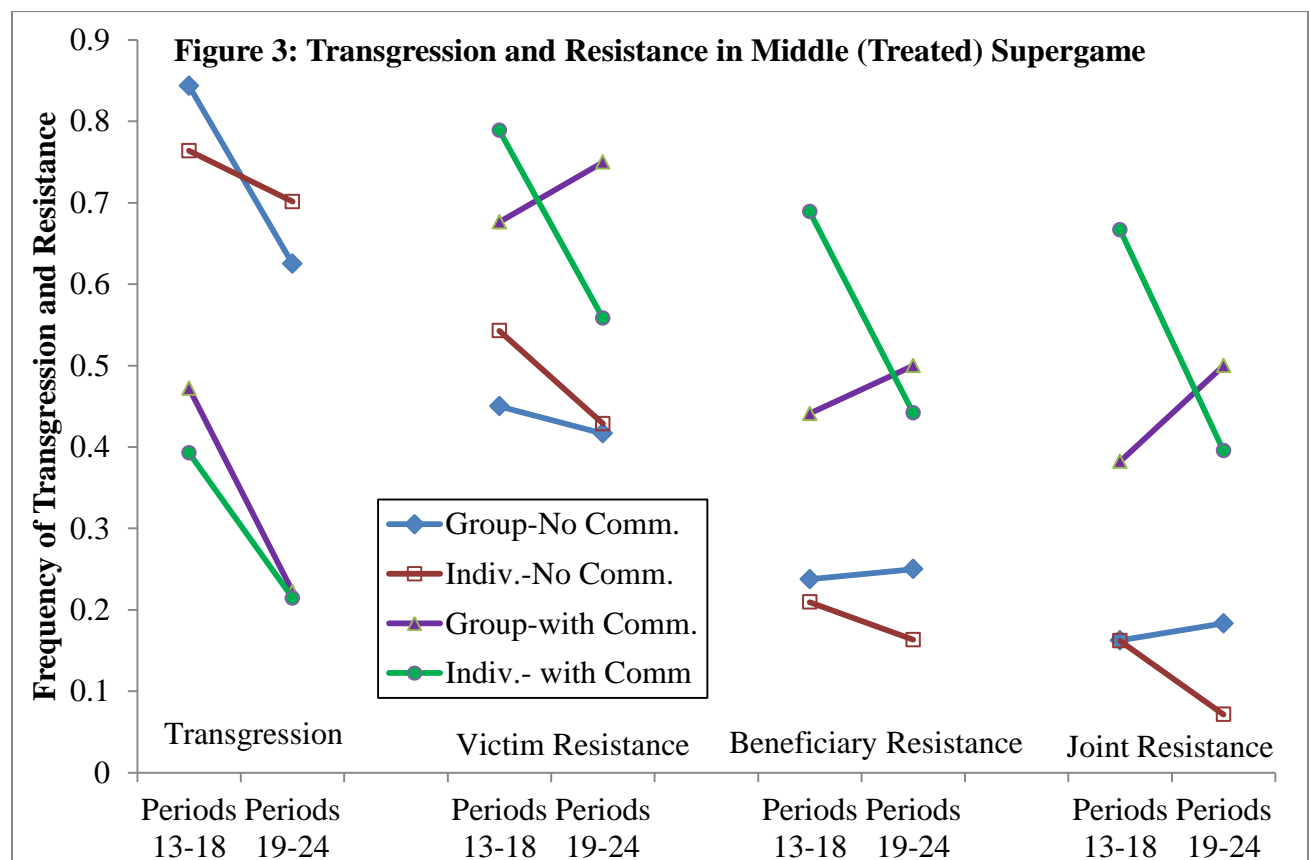 Figure 3: Transgression and Resistance in Middle (Treated) Supergame
Frequency of Transgression and Resistance
0.9
0.8
0.7
0.6
0.5
0.4
0.3
0.2
0.1
0
Group-No Comm.
Indiv.-No Comm.
Group-with Comm.
Indiv.- with Comm
Transgression
Victim Resistance
Beneficiary Resistance
Joint Resistance
Periods Periods
13-18 19-24
Periods Periods
13-18 19-24
Periods Periods
13-18 19-24
Periods Periods
13-18 19-24